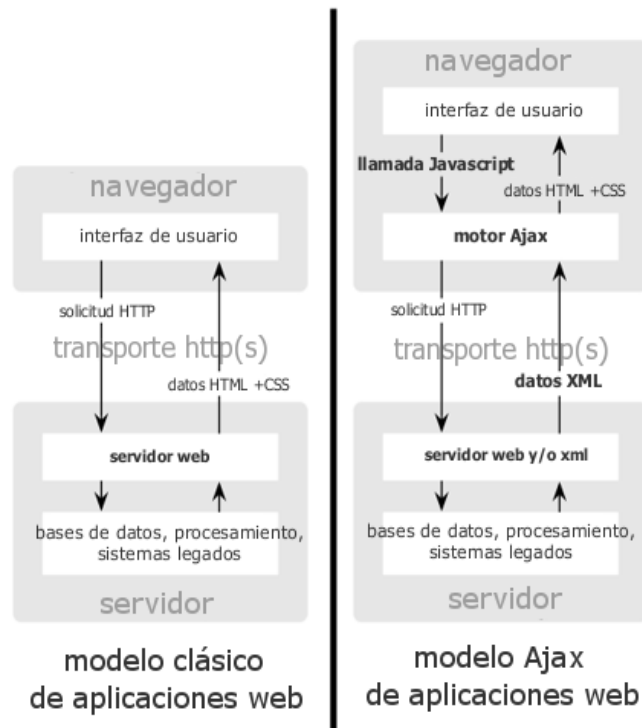 navegador
interfaz de usuario
solicitud HTTP
transporte http(s)
datos HTML +CSS
servidor web
bases de datos, procesamiento,
sistemas legados
servidor
modelo clásico
de aplicaciones web
navegador
interfaz de usuario
llamada Javascript
datos HTML +CSS
motor Ajax
solicitud HTTP
transporte http(s)
datos XML
servidor web y/o xml
bases de datos, procesamiento,
sistemas legados
servidor
modelo Ajax
de aplicaciones web